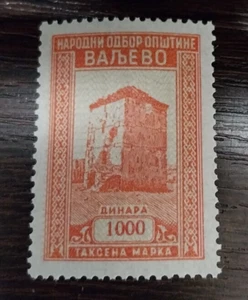 НАРОДНИ ОДБОР ОПШТИНЕ
ВАЉЕВО
ДИНАРА
1000
ТАКСЕНА МАРКА